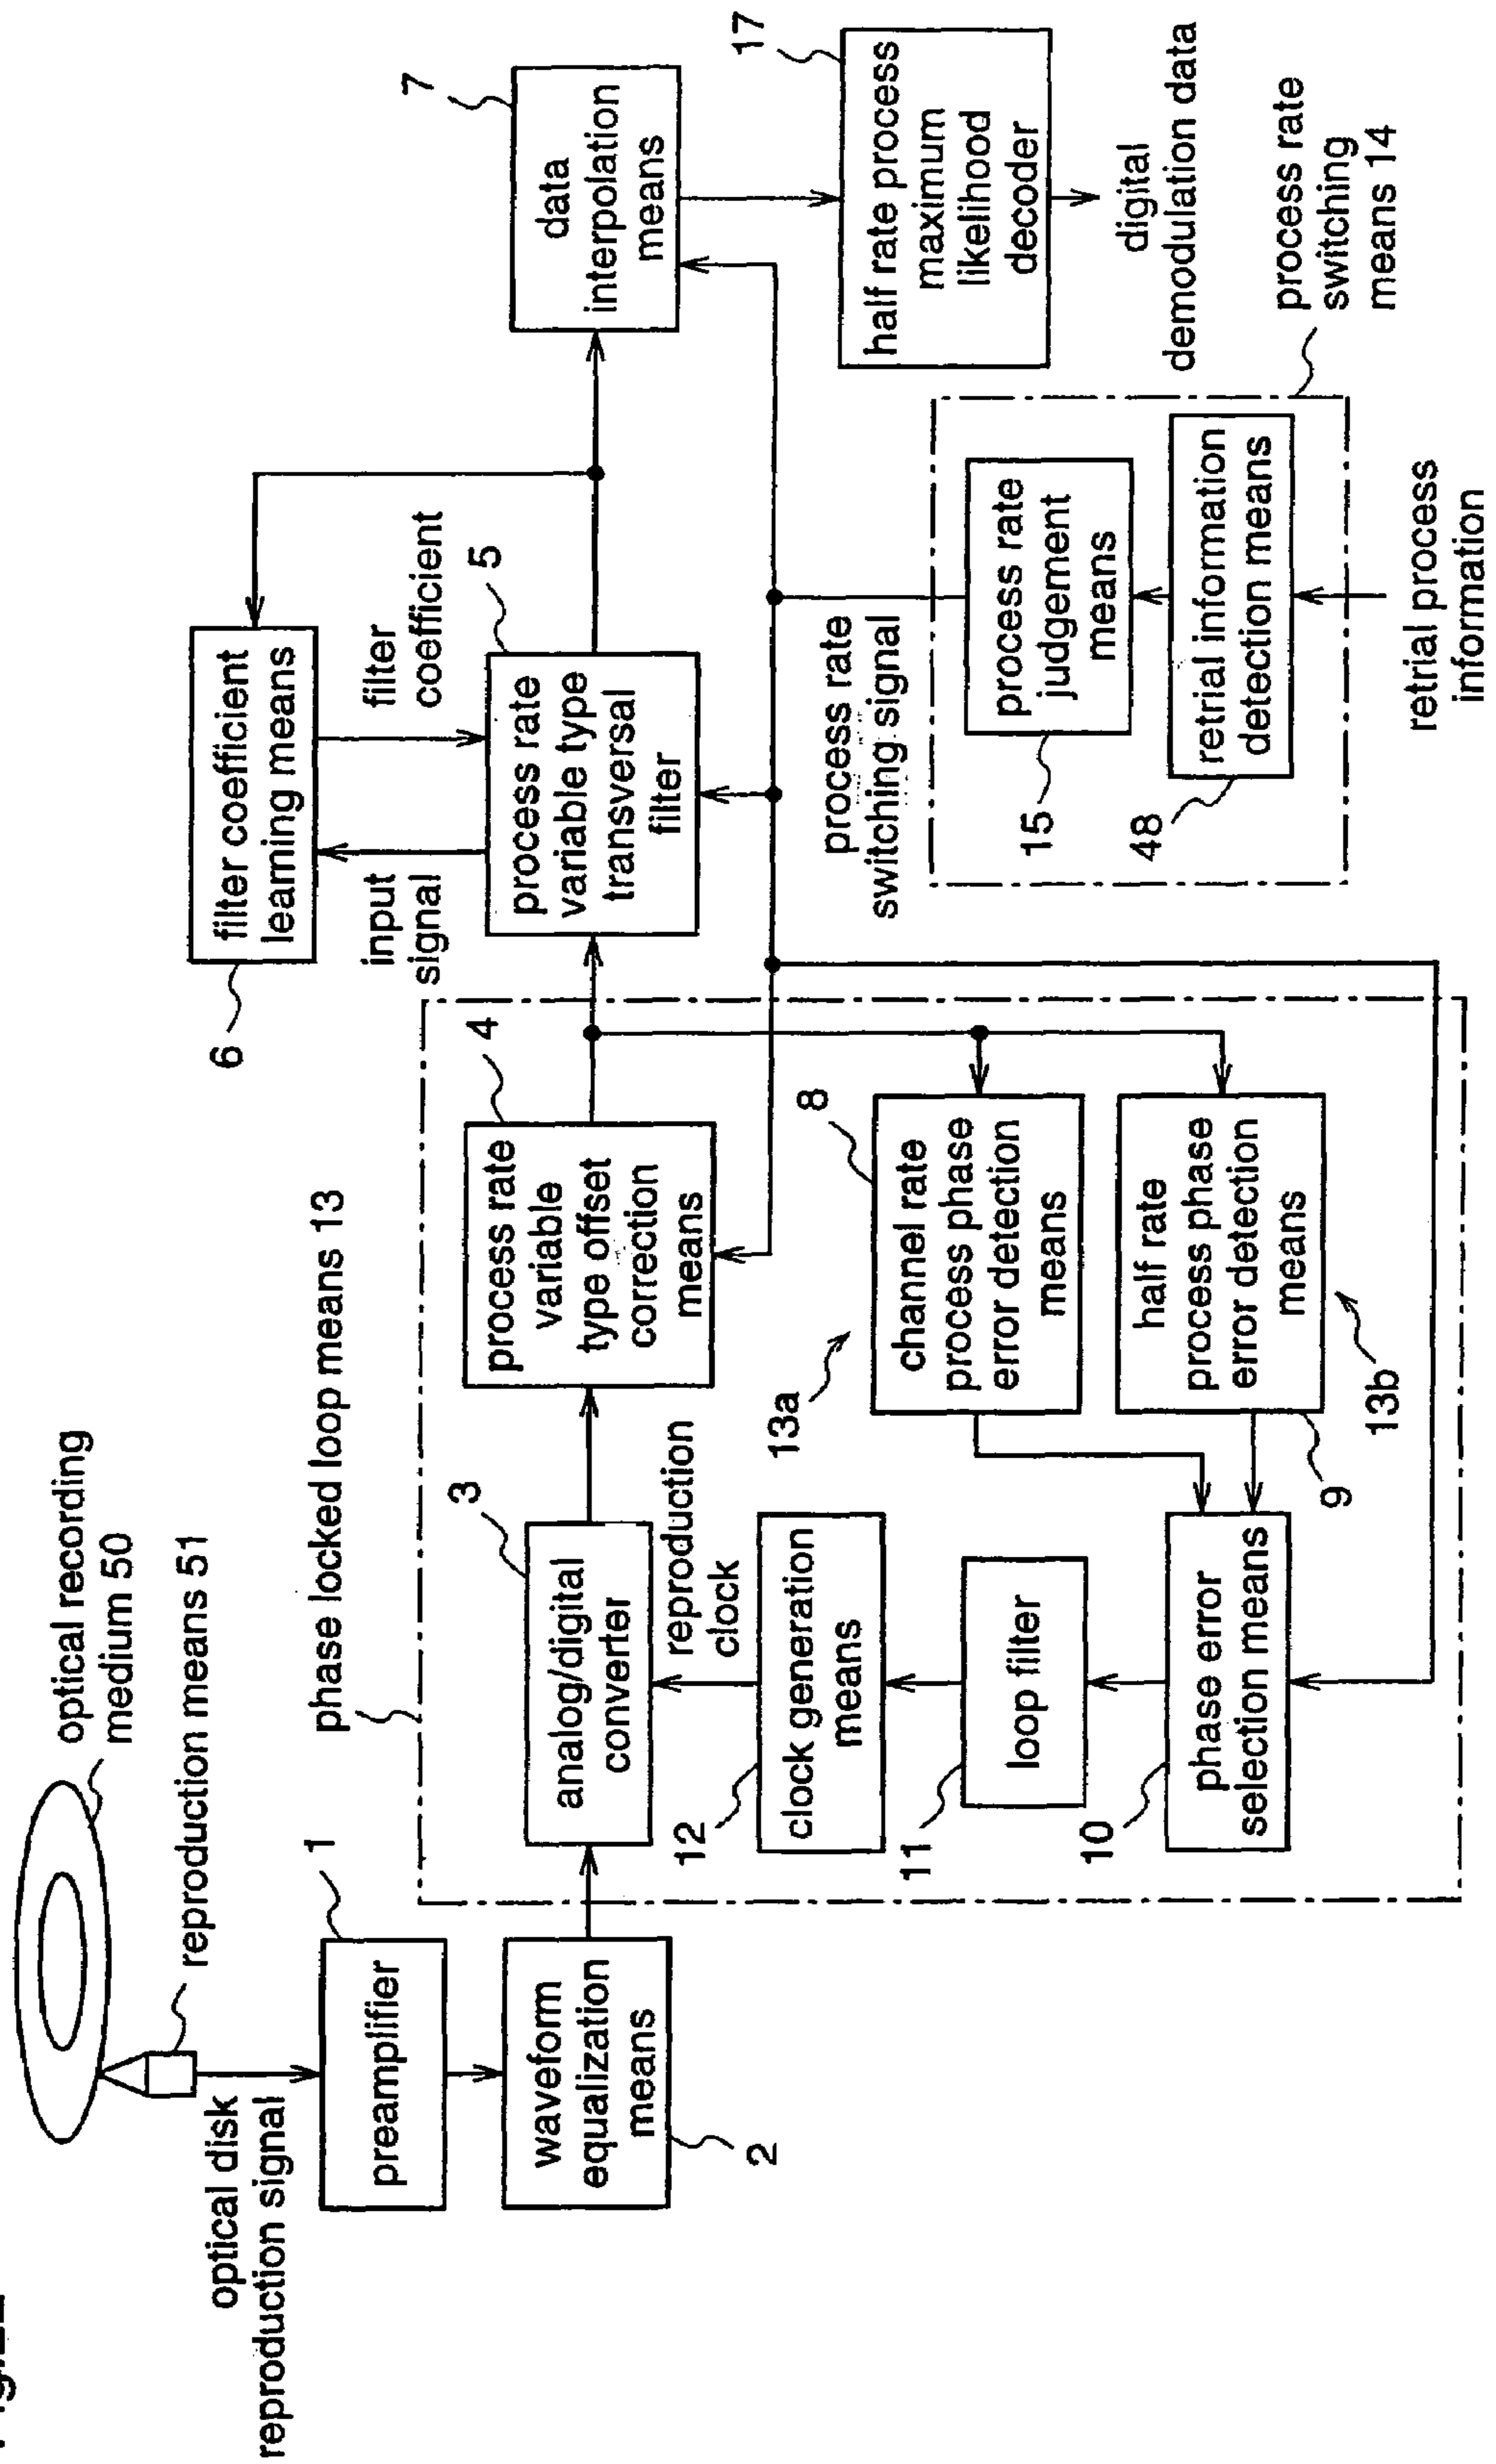 optical recording
medium 50
reproduction means 51
optical disk
reproduction signal
1
preamplifier
waveform
equalization
means
2
phase locked loop means 13
3
analog/digital
converter
reproduction
clock
4
process rate
variable
type offset
correction
means
12
clock generation
means
11
loop filter
10
phase error
selection means
13a
8
channel rate
process phase
error detection
means
half rate
process phase
error detection
means
9
13b
6
filter coefficient
learning means
input
signal
filter
coefficient
5
process rate
variable type
transversal
filter
7
data
interpolation
means
17
half rate process
maximum
likelihood
decoder
digital
demodulation data
process rate
switching signal
process rate
switching
means 14
15
process rate
judgement
means
48
retrial information
detection means
retrial process
information